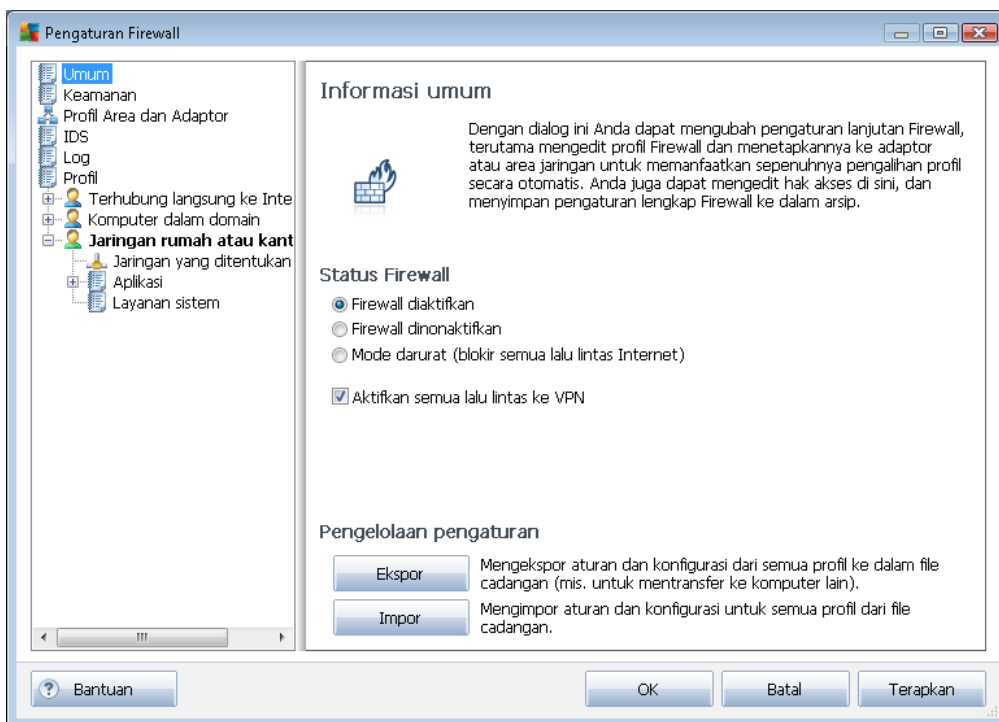 Pengaturan Firewall
Umum
Keamanan
Profil Area dan Adaptor
IDS
Log
Profil
Terhubung langsung ke Inte
Komputer dalam domain
Jaringan rumah atau kant
Jaringan yang ditentukan
Aplikasi
Layanan sistem
Informasi umum
Dengan dialog ini Anda dapat mengubah pengaturan lanjutan Firewall,
terutama mengedit profil Firewall dan menetapkannya ke adaptor
atau area jaringan untuk memanfaatkan sepenuhnya pengalihan profil
secara otomatis. Anda juga dapat mengedit hak akses di sini, dan
menyimpan pengaturan lengkap Firewall ke dalam arsip.
Status Firewall
Firewall diaktifkan
Firewall dinonaktifkan
Mode darurat (blokir semua lalu lintas Internet)
Aktifkan semua lalu lintas ke VPN
Pengelolaan pengaturan
Ekspor
Mengekspor aturan dan konfigurasi dari semua profil ke dalam file
cadangan (mis. untuk mentransfer ke komputer lain).
Impor
Mengimpor aturan dan konfigurasi untuk semua profil dari file
cadangan.
? Bantuan
OK
Batal
Terapkan